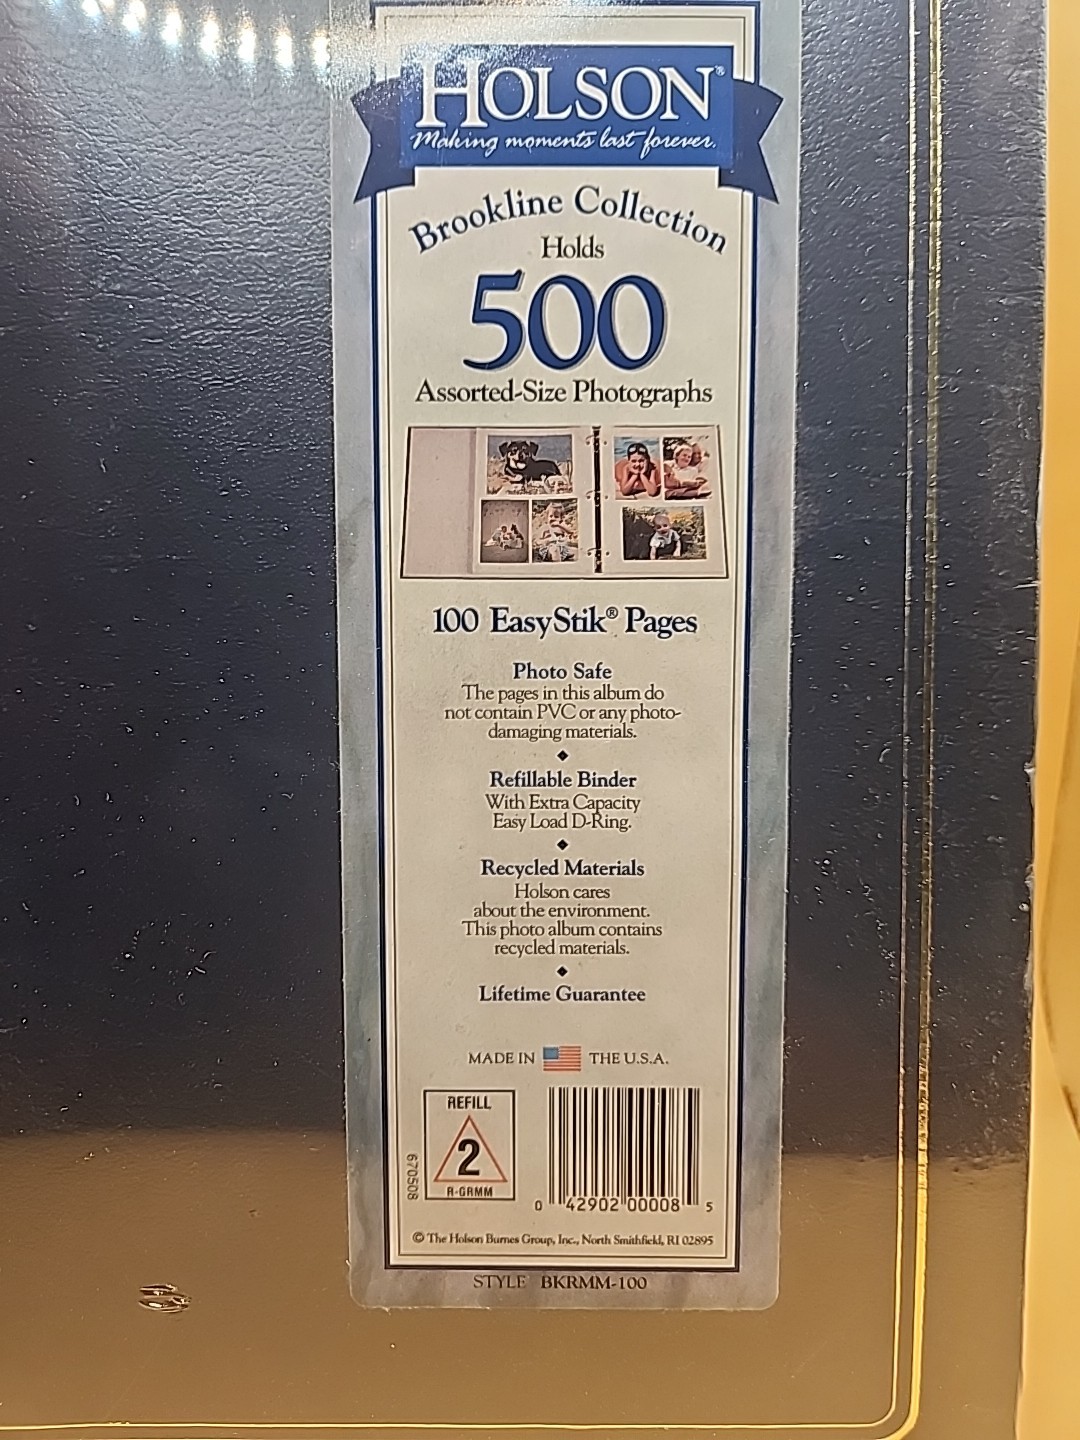 HOLSON®
Making moments last forever.
Brookline Collection
Holds
500
Assorted-Size Photographs
100 EasyStik® Pages
Photo Safe
The pages in this album do
not contain PVC or any photo-
damaging materials.
Refillable Binder
With Extra Capacity
Easy Load D-Ring.
Recycled Materials
Holson cares
about the environment.
This photo album contains
recycled materials.
Lifetime Guarantee
MADE IN THE U.S.A.
REFILL
2
R-GRMM
670508
0 42902 00008 5
© The Holson Burnes Group, Inc., North Smithfield, RI 02895
STYLE BKRMM-100